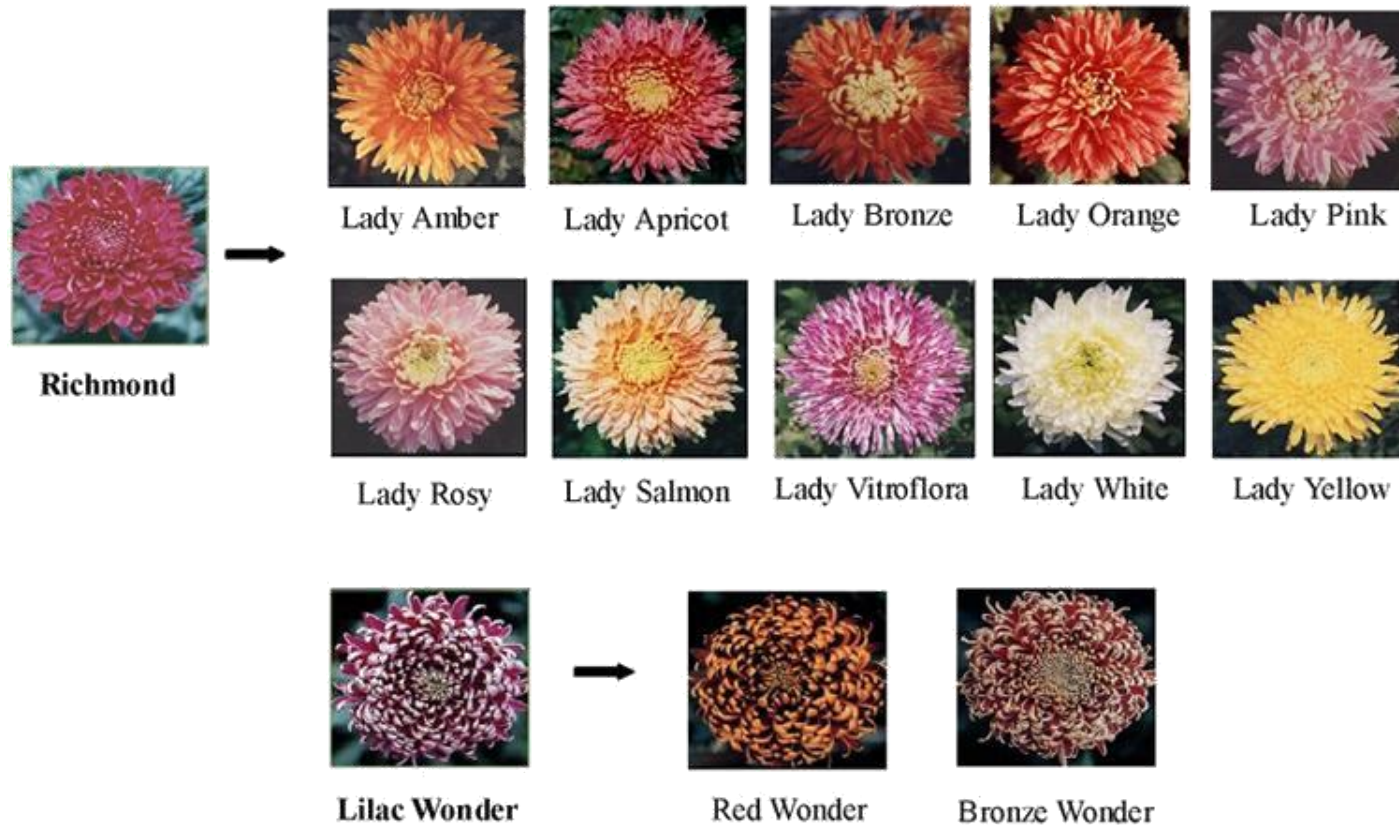 Lady Amber
Lady Apricot
Lady Bronze
Lady Orange
Lady Pink
Richmond
Lady Rosy
Lady Salmon
Lady Vitroflora
Lady White
Lady Yellow
Lilac Wonder
Red Wonder
Bronze Wonder